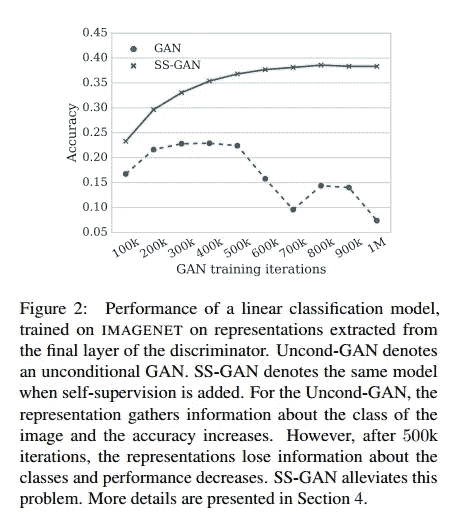 0.45
0.40
0.35
0.30
0.25
0.20
0.15
0.10
0.05
Accuracy
GAN
SS-GAN
100k 200k 300k 400k 500k 600k 700k 800k 900k 1M
GAN training iterations
Figure 2: Performance of a linear classification model,
trained on IMAGENET on representations extracted from
the final layer of the discriminator. Uncond-GAN denotes
an unconditional GAN. SS-GAN denotes the same model
when self-supervision is added. For the Uncond-GAN, the
representation gathers information about the class of the
image and the accuracy increases. However, after 500k
iterations, the representations lose information about the
classes and performance decreases. SS-GAN alleviates this
problem. More details are presented in Section 4.